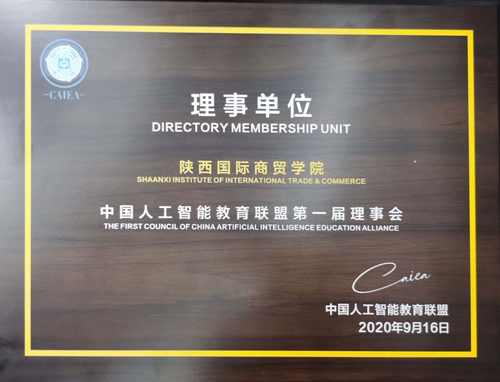 -CAIEA-
理事单位
DIRECTORY MEMBERSHIP UNIT
陕西国际商贸学院
SHAANXI INSTITUTE OF INTERNATIONAL TRADE & COMMERCE
中国人工智能教育联盟第一届理事会
THE FIRST COUNCIL OF CHINA ARTIFICIAL INTELLIGENCE EDUCATION ALLIANCE
Caiea
中国人工智能教育联盟
2020年9月16日